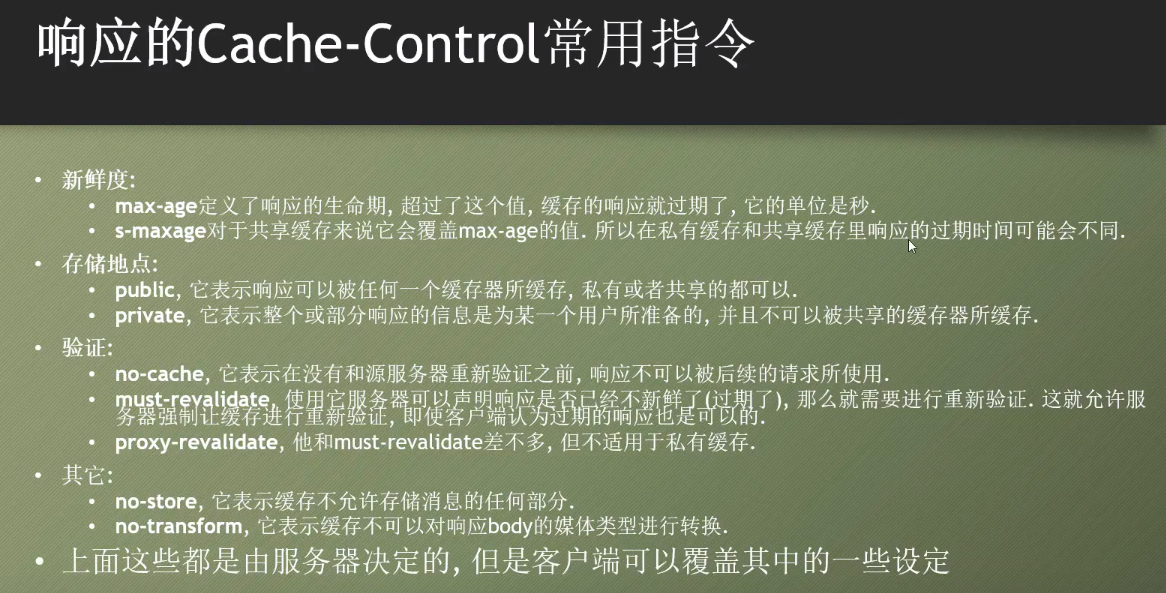 响应的Cache-Control常用指令
• 新鲜度:
• max-age定义了响应的生命期, 超过了这个值, 缓存的响应就过期了, 它的单位是秒.
• s-maxage对于共享缓存来说它会覆盖max-age的值. 所以在私有缓存和共享缓存里响应的过期时间可能会不同.
• 存储地点:
• public, 它表示响应可以被任何一个缓存器所缓存, 私有或者共享的都可以.
• private, 它表示整个或部分响应的信息是为某一个用户所准备的, 并且不可以被共享的缓存器所缓存.
• 验证:
• no-cache, 它表示在没有和源服务器重新验证之前, 响应不可以被后续的请求所使用.
• must-revalidate, 使用它服务器可以声明响应是否已经不新鲜了(过期了), 那么就需要进行重新验证. 这就允许服
务器强制让缓存进行重新验证, 即使客户端认为过期的响应也是可以的.
• proxy-revalidate, 他和must-revalidate差不多, 但不适用于私有缓存.
• 其它:
• no-store, 它表示缓存不允许存储消息的任何部分.
• no-transform, 它表示缓存不可以对响应body的媒体类型进行转换.
• 上面这些都是由服务器决定的, 但是客户端可以覆盖其中的一些设定